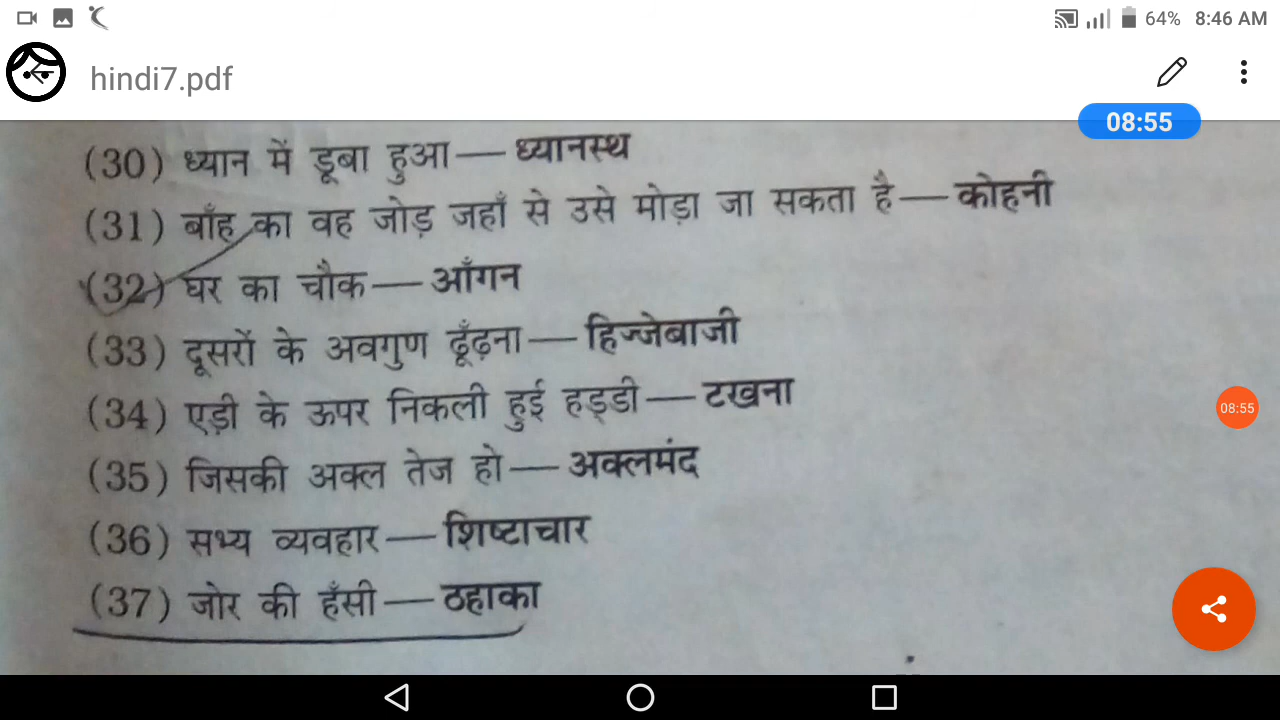 64% 8:46 AM
hindi7.pdf
08:55
(30) ध्यान में डूबा हुआ — ध्यानस्थ
(31) बाँह का वह जोड़ जहाँ से उसे मोड़ा जा सकता है — कोहनी
(32) घर का चौक — आँगन
(33) दूसरों के अवगुण ढूँढ़ना — हिज्जेबाजी
(34) एड़ी के ऊपर निकली हुई हड्डी — टखना
08:55
(35) जिसकी अक्ल तेज हो — अक्लमंद
(36) सभ्य व्यवहार — शिष्टाचार
(37) जोर की हँसी — ठहाका